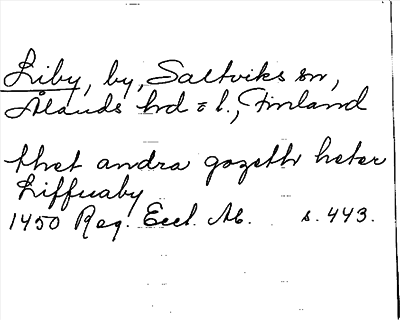 Liby, by, Saltviks sn,
Ålands hd o l., Finland
thet andra gozeth heter
Liffuaby
1450 Reg. Eccl. Ab. s. 443.